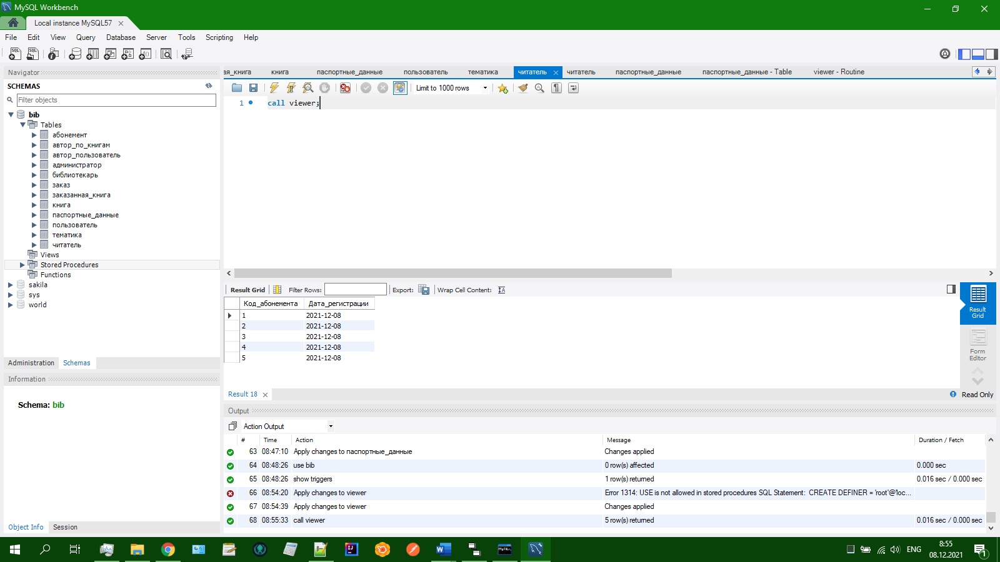 MySQL Workbench
Local instance MySQL57
File Edit View Query Database Server Tools Scripting Help
Navigator
SCHEMAS
Filter objects
bib
Tables
абонемент
автор_по_книгам
автор_пользователь
администратор
библиотекарь
заказ
заказанная_книга
книга
паспортные_данные
пользователь
тематика
читатель
Views
Stored Procedures
Functions
sakila
sys
world
Administration Schemas
Information
Schema: bib
Object Info Session
ая_книга книга паспортные_данные пользователь тематика читатель читатель паспортные_данные паспортные_данные - Table viewer - Routine
Limit to 1000 rows
1 call viewer;
Result Grid Filter Rows: Export: Wrap Cell Content:
Код_абонемента Дата_регистрации
1 2021-12-08
2 2021-12-08
3 2021-12-08
4 2021-12-08
5 2021-12-08
Result Grid
Form Editor
Result 18 Read Only
Output
Action Output
# Time Action Message Duration / Fetch
63 08:47:10 Apply changes to паспортные_данные Changes applied
64 08:48:26 use bib 0 row(s) affected 0.000 sec
65 08:48:26 show triggers 1 row(s) returned 0.016 sec / 0.000 sec
66 08:54:20 Apply changes to viewer Error 1314: USE is not allowed in stored procedures SQL Statement: CREATE DEFINER = 'root'@'loc...
67 08:54:39 Apply changes to viewer Changes applied
68 08:55:33 call viewer 5 row(s) returned 0.016 sec / 0.000 sec
ENG
8:55
08.12.2021
1